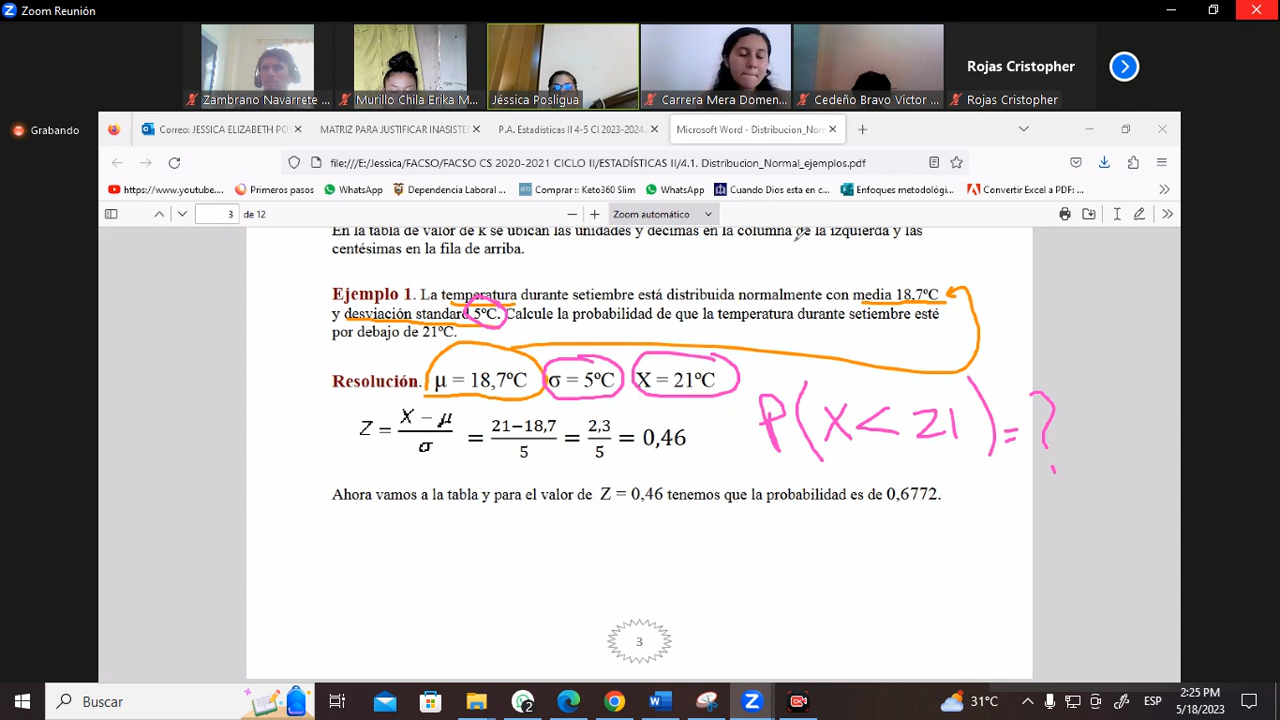 Zoom Reunión
Zambrano Navarrete ...
Murillo Chila Erika M...
Jéssica Posligua
Carrera Mera Domen...
Cedeño Bravo Victor ...
Rojas Cristopher
Rojas Cristopher
Grabando
Correo: JESSICA ELIZABETH PO
MATRIZ PARA JUSTIFICAR INASISTE
P.A. Estadísticas II 4-5 CI 2023-2024
Microsoft Word - Distribucion_Nor
file:///E:/Jessica/FACSO/FACSO CS 2020-2021 CICLO II/ESTADÍSTICAS II/4.1. Distribucion_Normal_ejemplos.pdf
https://www.youtube....
Primeros pasos
WhatsApp
Dependencia Laboral ...
Comprar :: Keto360 Slim
WhatsApp
Cuando Dios esta en c...
Enfoques metodológi...
Convertir Excel a PDF: ...
3 de 12
Zoom automático
En la tabla de valor de k se ubican las unidades y décimas en la columna de la izquierda y las
centésimas en la fila de arriba.
Ejemplo 1. La temperatura durante setiembre está distribuida normalmente con media 18.7ºC
y desviación standard 5ºC. Calcule la probabilidad de que la temperatura durante setiembre esté
por debajo de 21ºC.
Resolución. μ = 18,7ºC σ = 5ºC X = 21ºC
Z = (X − μ)/σ = (21−18,7)/5 = 2,3/5 = 0,46
P(X < 21) = ?
Ahora vamos a la tabla y para el valor de Z = 0,46 tenemos que la probabilidad es de 0,6772.
3
Buscar
2
31°C
ESP
2:25 PM
5/18/2023